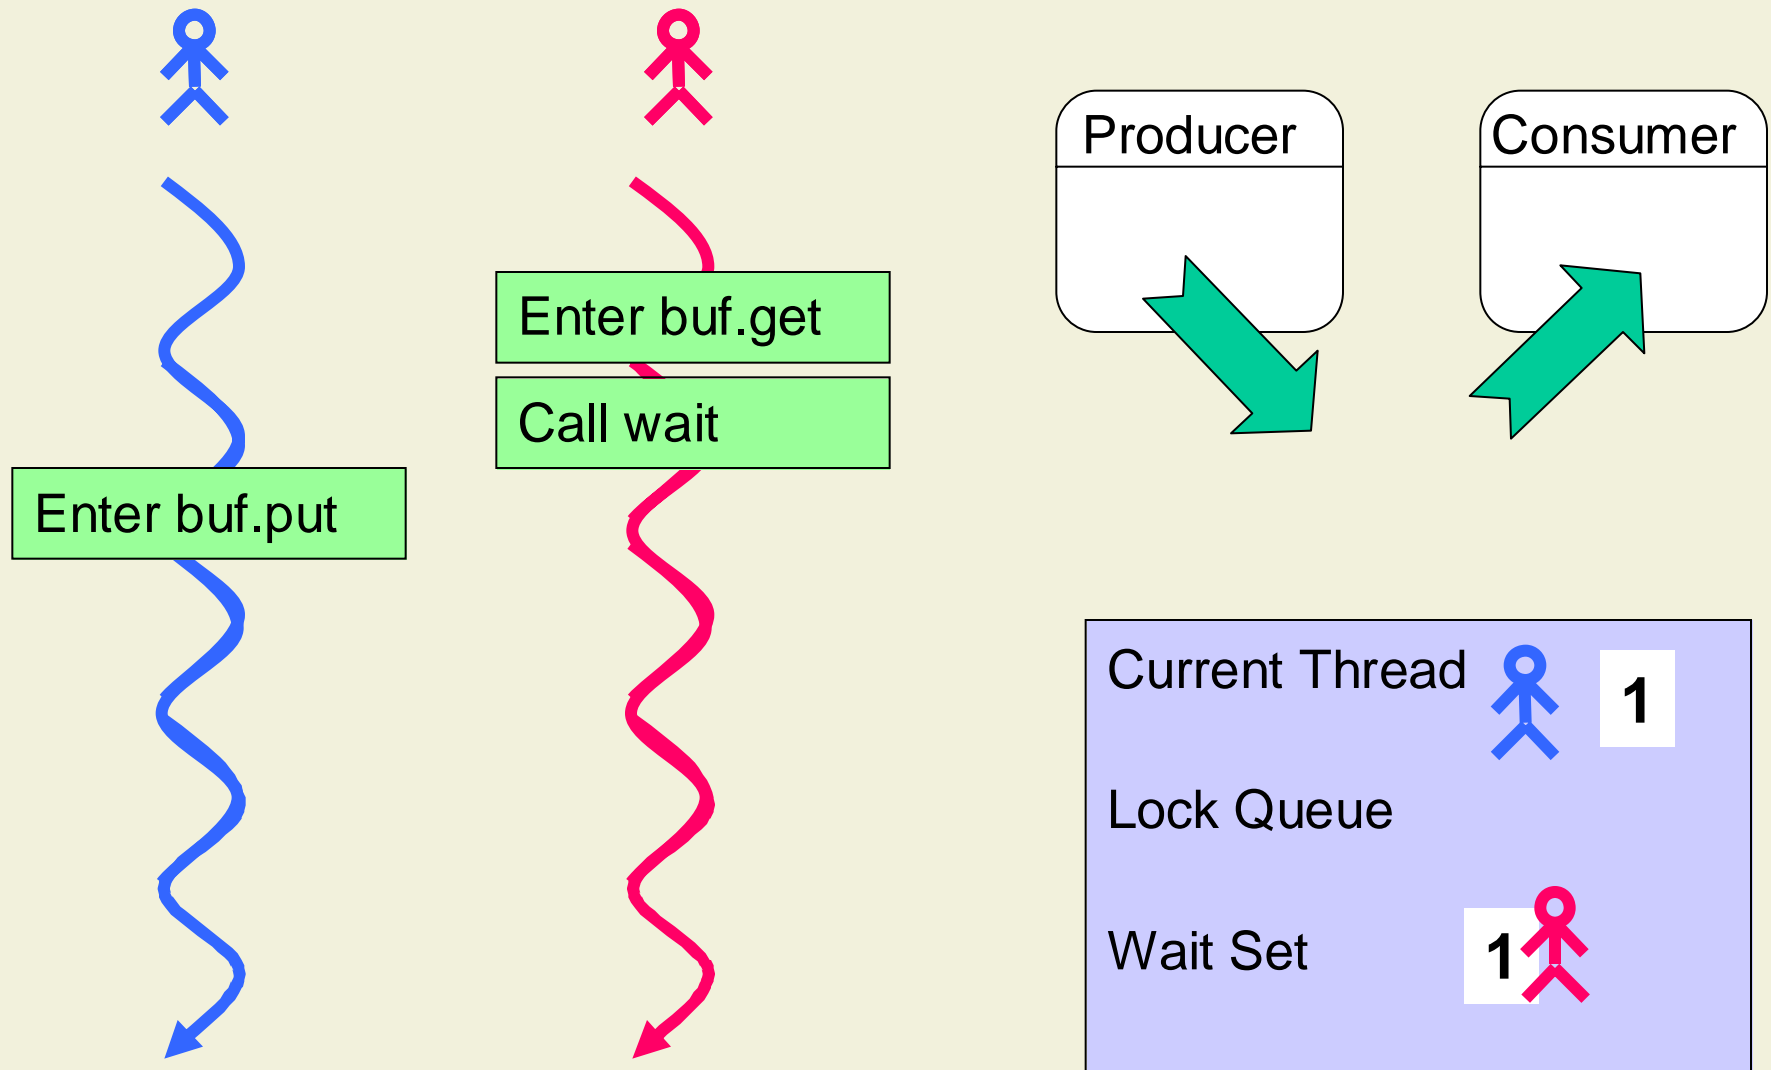 Producer
Consumer
Enter buf.get
Call wait
Enter buf.put
Current Thread 1
Lock Queue
Wait Set 1